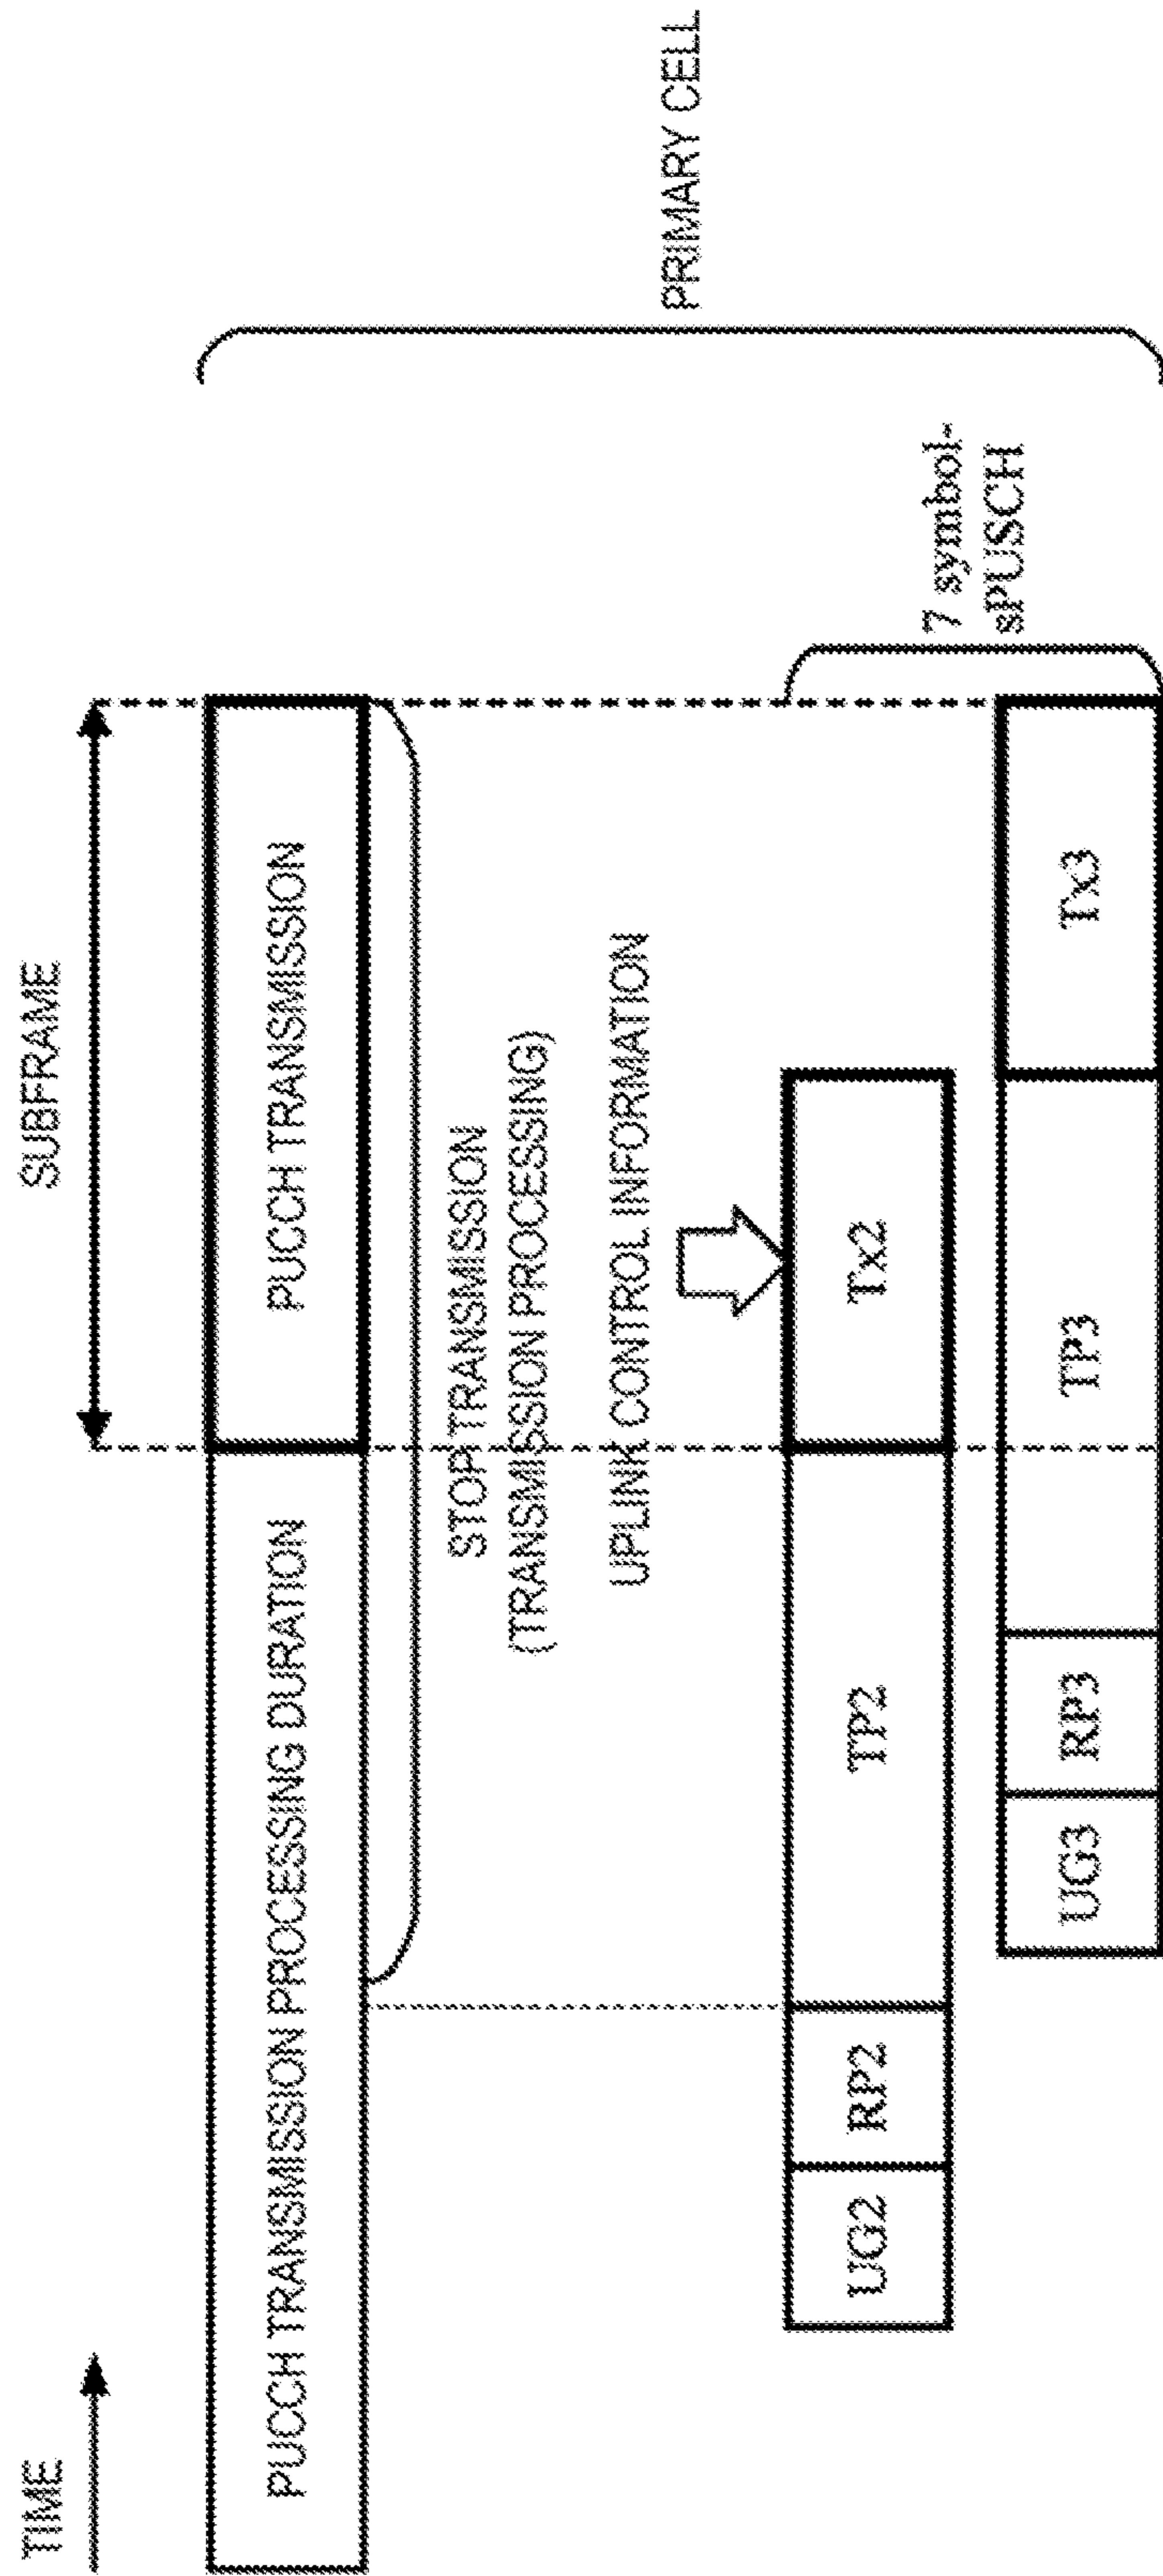 TIME
SUBFRAME
PUCCH TRANSMISSION PROCESSING DURATION
PUCCH TRANSMISSION
STOP TRANSMISSION
(TRANSMISSION PROCESSING)
UPLINK CONTROL INFORMATION
UG2
RP2
TP2
Tx2
UG3
RP3
TP3
Tx3
7 symbol-
sPUSCH
PRIMARY CELL